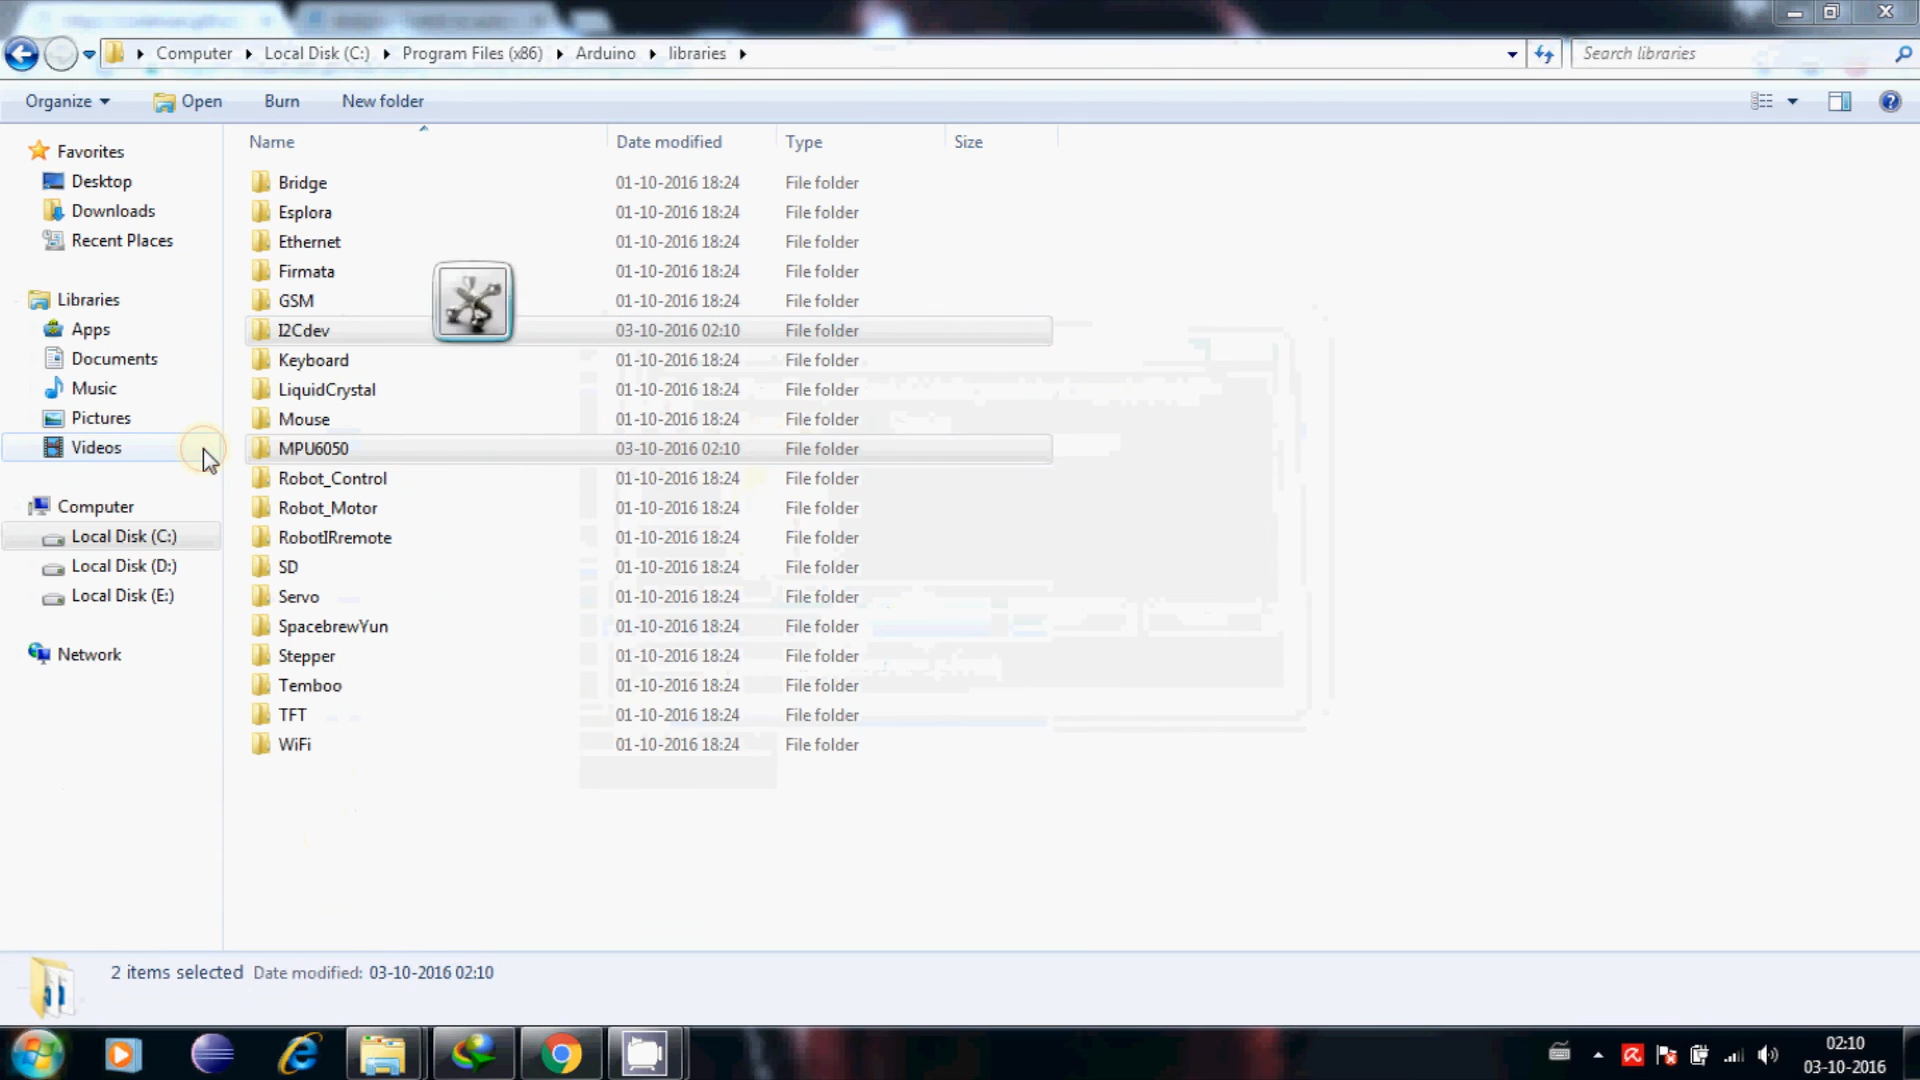 Computer Local Disk (C:) Program Files (x86) Arduino libraries
Search libraries
Organize Open Burn New folder
Name Date modified Type Size
Favorites
Desktop
Downloads
Recent Places
Libraries
Apps
Documents
Music
Pictures
Videos
Computer
Local Disk (C:)
Local Disk (D:)
Local Disk (E:)
Network
Bridge 01-10-2016 18:24 File folder
Esplora 01-10-2016 18:24 File folder
Ethernet 01-10-2016 18:24 File folder
Firmata 01-10-2016 18:24 File folder
GSM 01-10-2016 18:24 File folder
I2Cdev 03-10-2016 02:10 File folder
Keyboard 01-10-2016 18:24 File folder
LiquidCrystal 01-10-2016 18:24 File folder
Mouse 01-10-2016 18:24 File folder
MPU6050 03-10-2016 02:10 File folder
Robot_Control 01-10-2016 18:24 File folder
Robot_Motor 01-10-2016 18:24 File folder
RobotIRremote 01-10-2016 18:24 File folder
SD 01-10-2016 18:24 File folder
Servo 01-10-2016 18:24 File folder
SpacebrewYun 01-10-2016 18:24 File folder
Stepper 01-10-2016 18:24 File folder
Temboo 01-10-2016 18:24 File folder
TFT 01-10-2016 18:24 File folder
WiFi 01-10-2016 18:24 File folder
2 items selected Date modified: 03-10-2016 02:10
02:10
03-10-2016